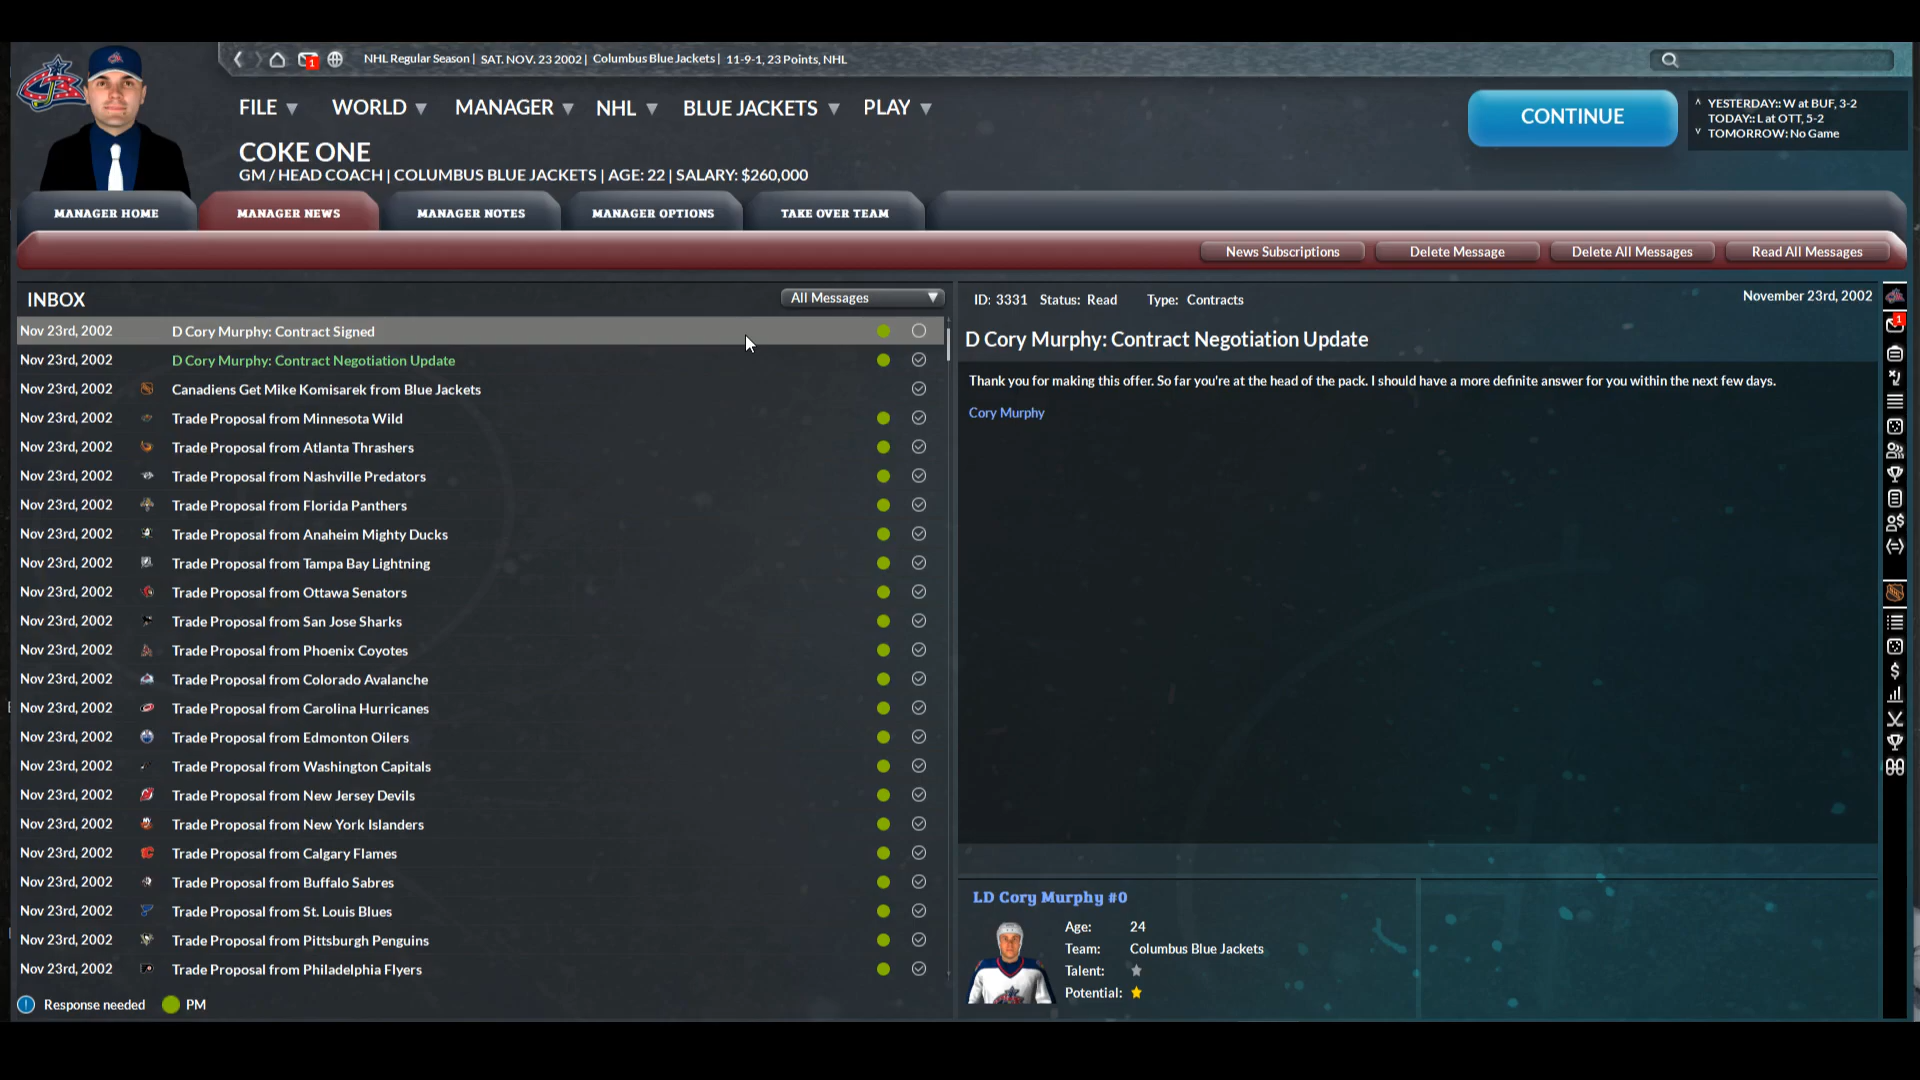 1
NHL Regular Season | SAT. NOV. 23 2002 | Columbus Blue Jackets | 11-9-1, 23 Points, NHL
FILE WORLD MANAGER NHL BLUE JACKETS PLAY
CONTINUE
YESTERDAY:: W at BUF, 3-2
TODAY:: L at OTT, 5-2
TOMORROW: No Game
COKE ONE
GM / HEAD COACH | COLUMBUS BLUE JACKETS | AGE: 22 | SALARY: $260,000
MANAGER HOME MANAGER NEWS MANAGER NOTES MANAGER OPTIONS TAKE OVER TEAM
News Subscriptions Delete Message Delete All Messages Read All Messages
INBOX All Messages
Nov 23rd, 2002 D Cory Murphy: Contract Signed
Nov 23rd, 2002 D Cory Murphy: Contract Negotiation Update
Nov 23rd, 2002 Canadiens Get Mike Komisarek from Blue Jackets
Nov 23rd, 2002 Trade Proposal from Minnesota Wild
Nov 23rd, 2002 Trade Proposal from Atlanta Thrashers
Nov 23rd, 2002 Trade Proposal from Nashville Predators
Nov 23rd, 2002 Trade Proposal from Florida Panthers
Nov 23rd, 2002 Trade Proposal from Anaheim Mighty Ducks
Nov 23rd, 2002 Trade Proposal from Tampa Bay Lightning
Nov 23rd, 2002 Trade Proposal from Ottawa Senators
Nov 23rd, 2002 Trade Proposal from San Jose Sharks
Nov 23rd, 2002 Trade Proposal from Phoenix Coyotes
Nov 23rd, 2002 Trade Proposal from Colorado Avalanche
Nov 23rd, 2002 Trade Proposal from Carolina Hurricanes
Nov 23rd, 2002 Trade Proposal from Edmonton Oilers
Nov 23rd, 2002 Trade Proposal from Washington Capitals
Nov 23rd, 2002 Trade Proposal from New Jersey Devils
Nov 23rd, 2002 Trade Proposal from New York Islanders
Nov 23rd, 2002 Trade Proposal from Calgary Flames
Nov 23rd, 2002 Trade Proposal from Buffalo Sabres
Nov 23rd, 2002 Trade Proposal from St. Louis Blues
Nov 23rd, 2002 Trade Proposal from Pittsburgh Penguins
Nov 23rd, 2002 Trade Proposal from Philadelphia Flyers
Response needed PM
ID: 3331 Status: Read Type: Contracts November 23rd, 2002
D Cory Murphy: Contract Negotiation Update
Thank you for making this offer. So far you're at the head of the pack. I should have a more definite answer for you within the next few days.
Cory Murphy
LD Cory Murphy #0
Age: 24
Team: Columbus Blue Jackets
Talent:
Potential:
1